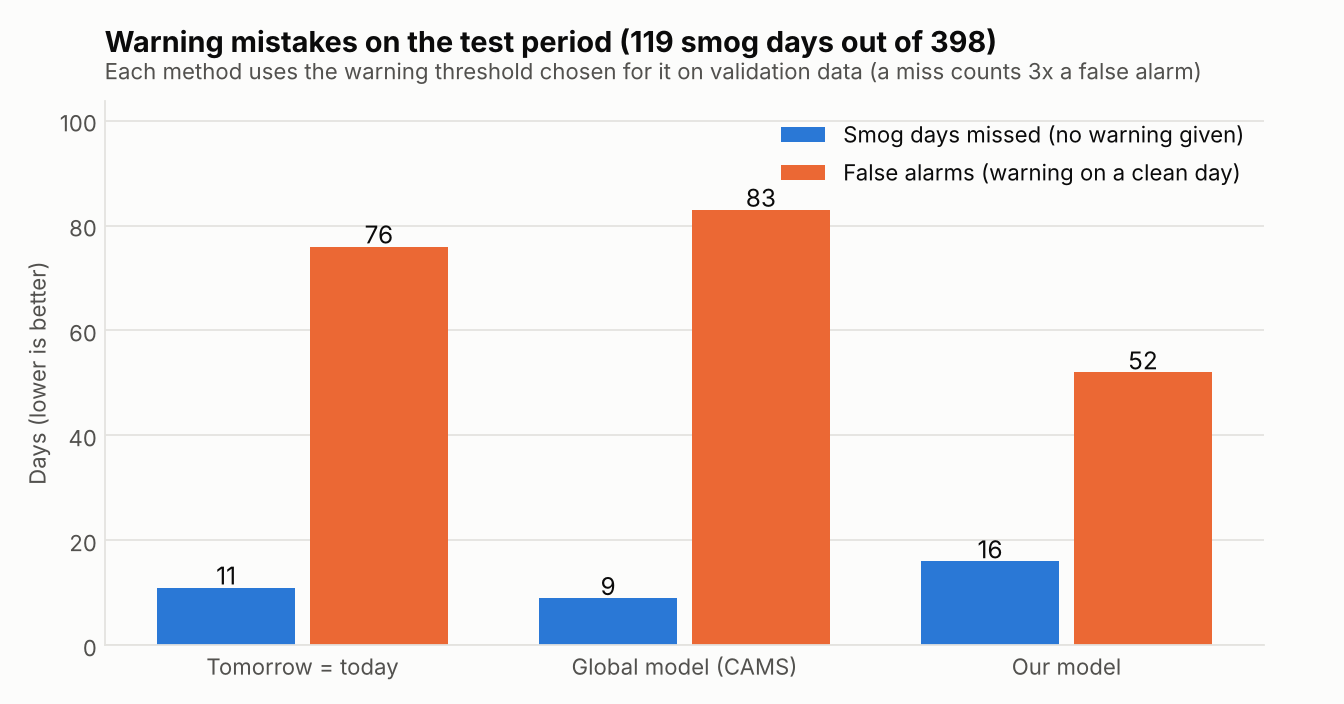 Warning mistakes on the test period (119 smog days out of 398)
Each method uses the warning threshold chosen for it on validation data (a miss counts 3x a false alarm)
Smog days missed (no warning given)
False alarms (warning on a clean day)
Days (lower is better)
100
80
60
40
20
0
11
76
9
83
16
52
Tomorrow = today
Global model (CAMS)
Our model